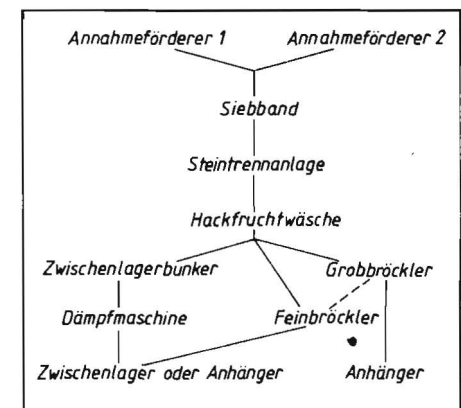 Annahmeförderer 1 Annahmeförderer 2
Siebband
Steintrennanlage
Hackfruchtwäsche
Zwischenlagerbunker Grobbröckler
Dämpfmaschine Feinbröckler
Zwischenlager oder Anhänger Anhänger